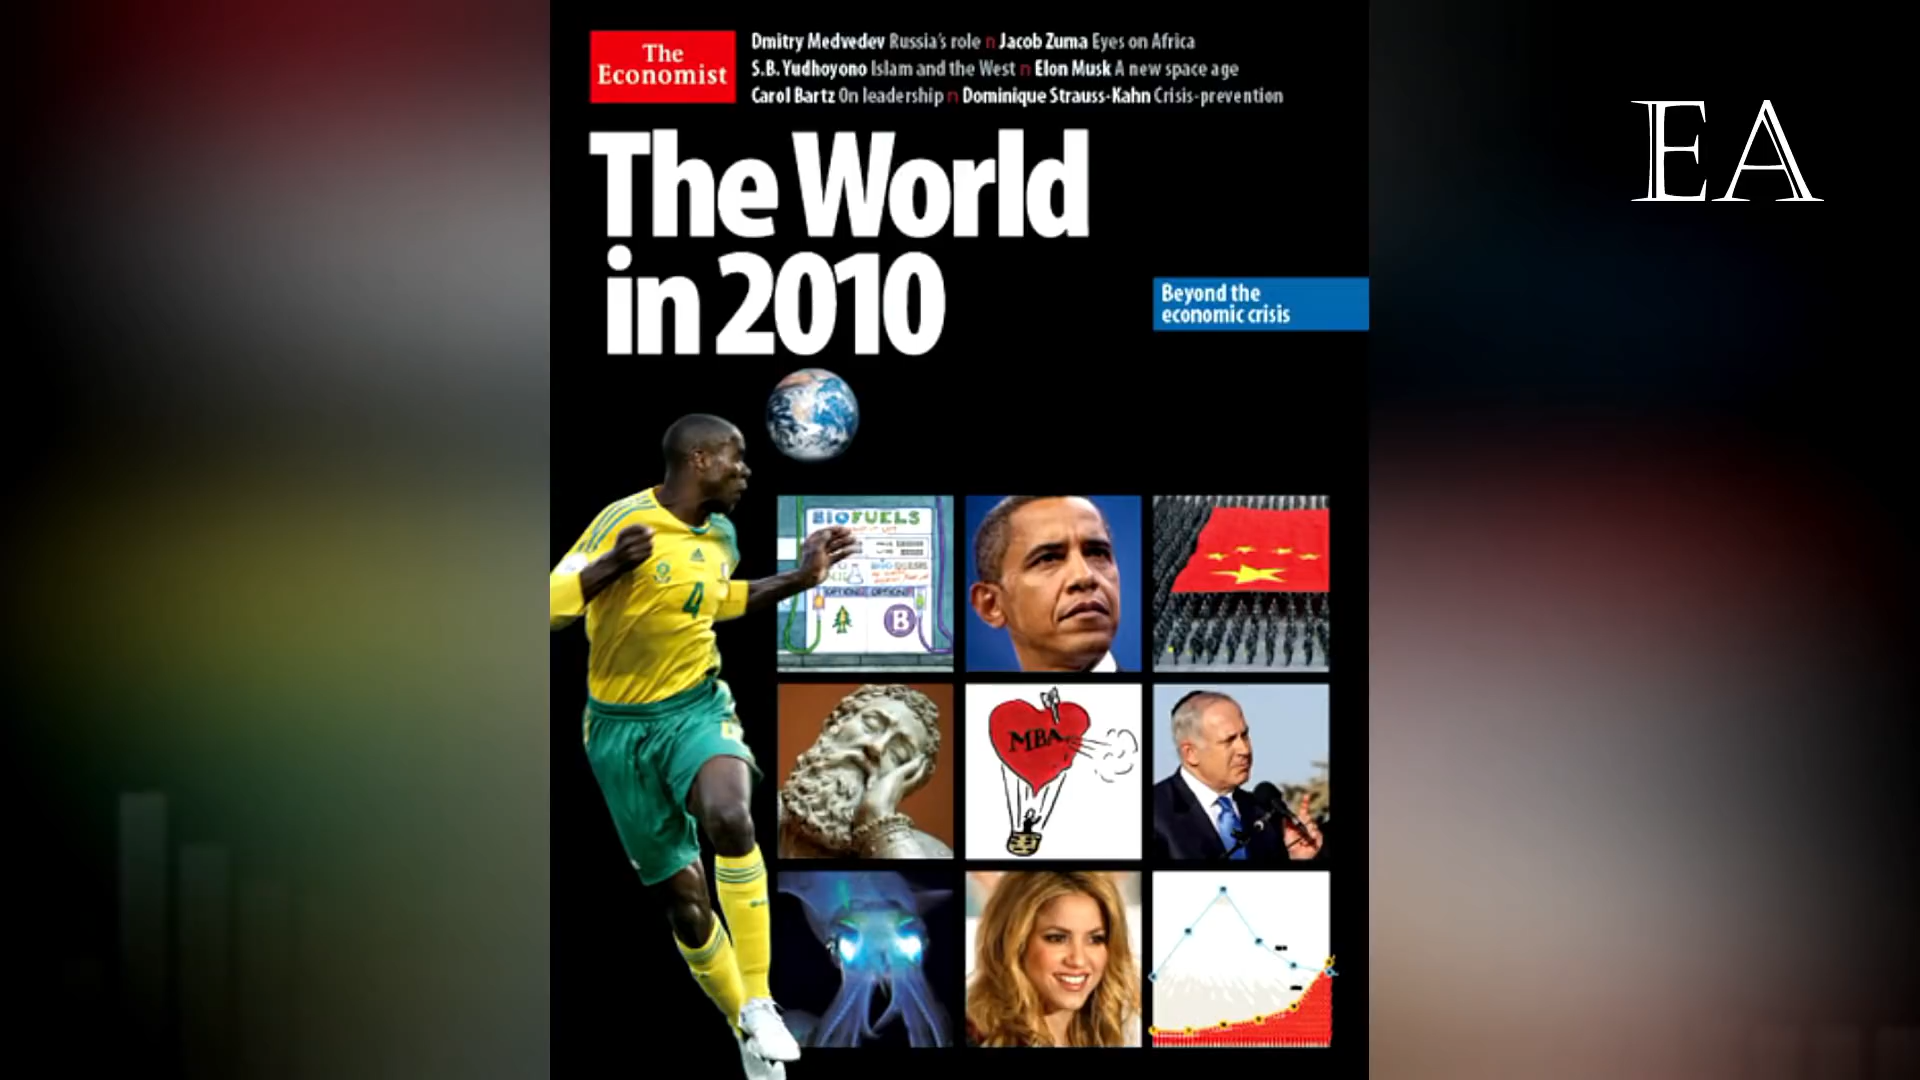 The
Economist
Dmitry Medvedev Russia's role n Jacob Zuma Eyes on Africa
S.B. Yudhoyono Islam and the West n Elon Musk A new space age
Carol Bartz On leadership n Dominique Strauss-Kahn Crisis-prevention
EA
The World
in 2010
Beyond the
economic crisis
BIOFUELS
4
OPTION OPTION
B
MBA